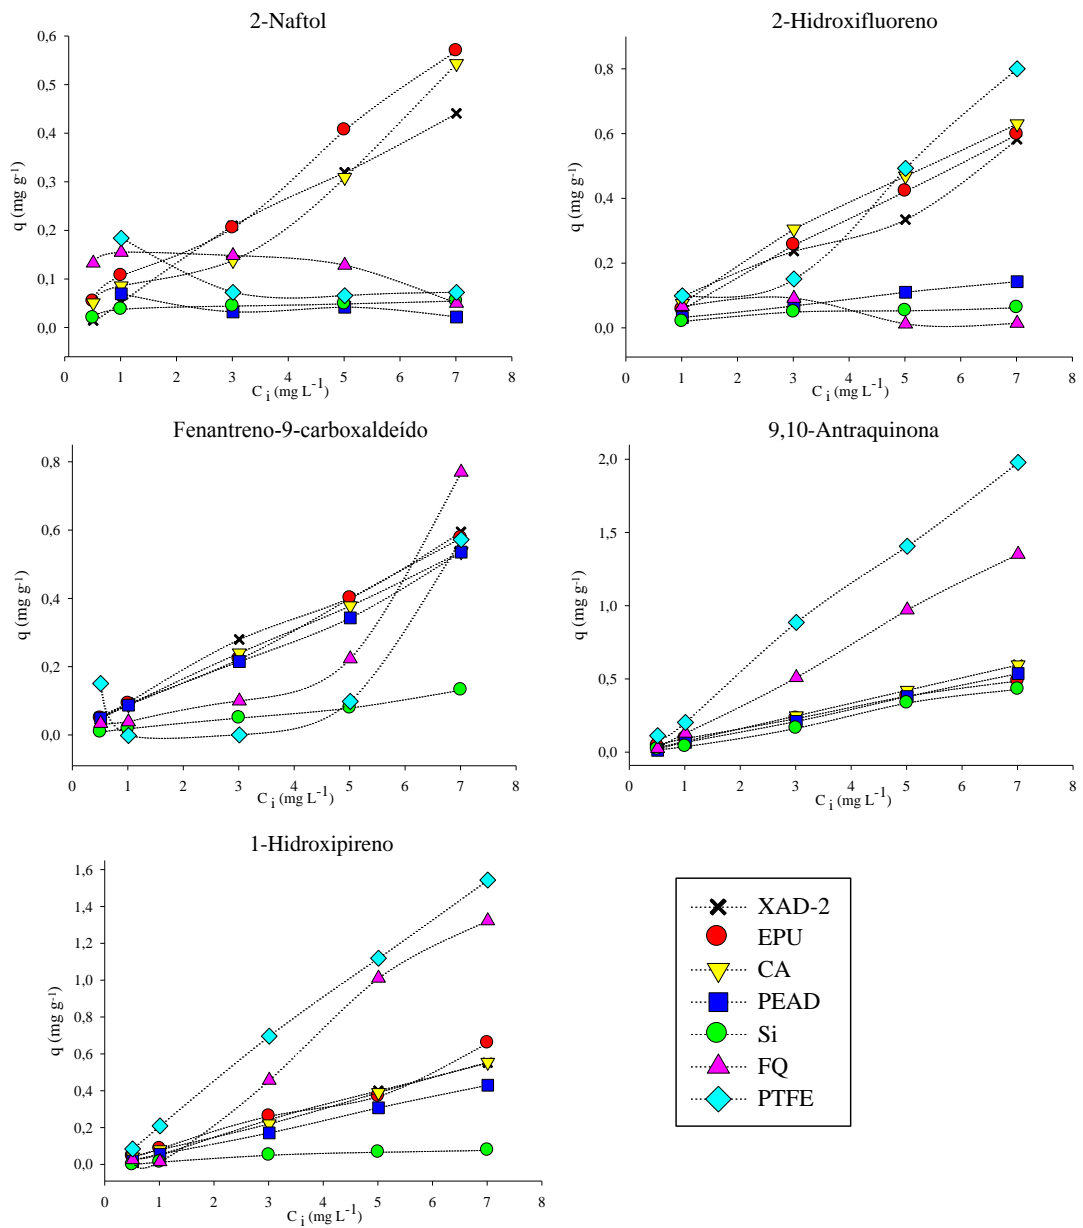 2-Naftol
0,6
0,5
0,4
0,3
0,2
0,1
0,0
q (mg g-1)
0 1 2 3 4 5 6 7 8
C i (mg L-1)
2-Hidroxifluoreno
0,8
0,6
0,4
0,2
0,0
q (mg g-1)
0 1 2 3 4 5 6 7 8
C i (mg L-1)
Fenantreno-9-carboxaldeído
0,8
0,6
0,4
0,2
0,0
q (mg g-1)
0 1 2 3 4 5 6 7 8
C i (mg L-1)
9,10-Antraquinona
2,0
1,5
1,0
0,5
0,0
q (mg g-1)
0 1 2 3 4 5 6 7 8
C i (mg L-1)
1-Hidroxipireno
1,6
1,4
1,2
1,0
0,8
0,6
0,4
0,2
0,0
q (mg g-1)
0 1 2 3 4 5 6 7 8
C i (mg L-1)
XAD-2
EPU
CA
PEAD
Si
FQ
PTFE